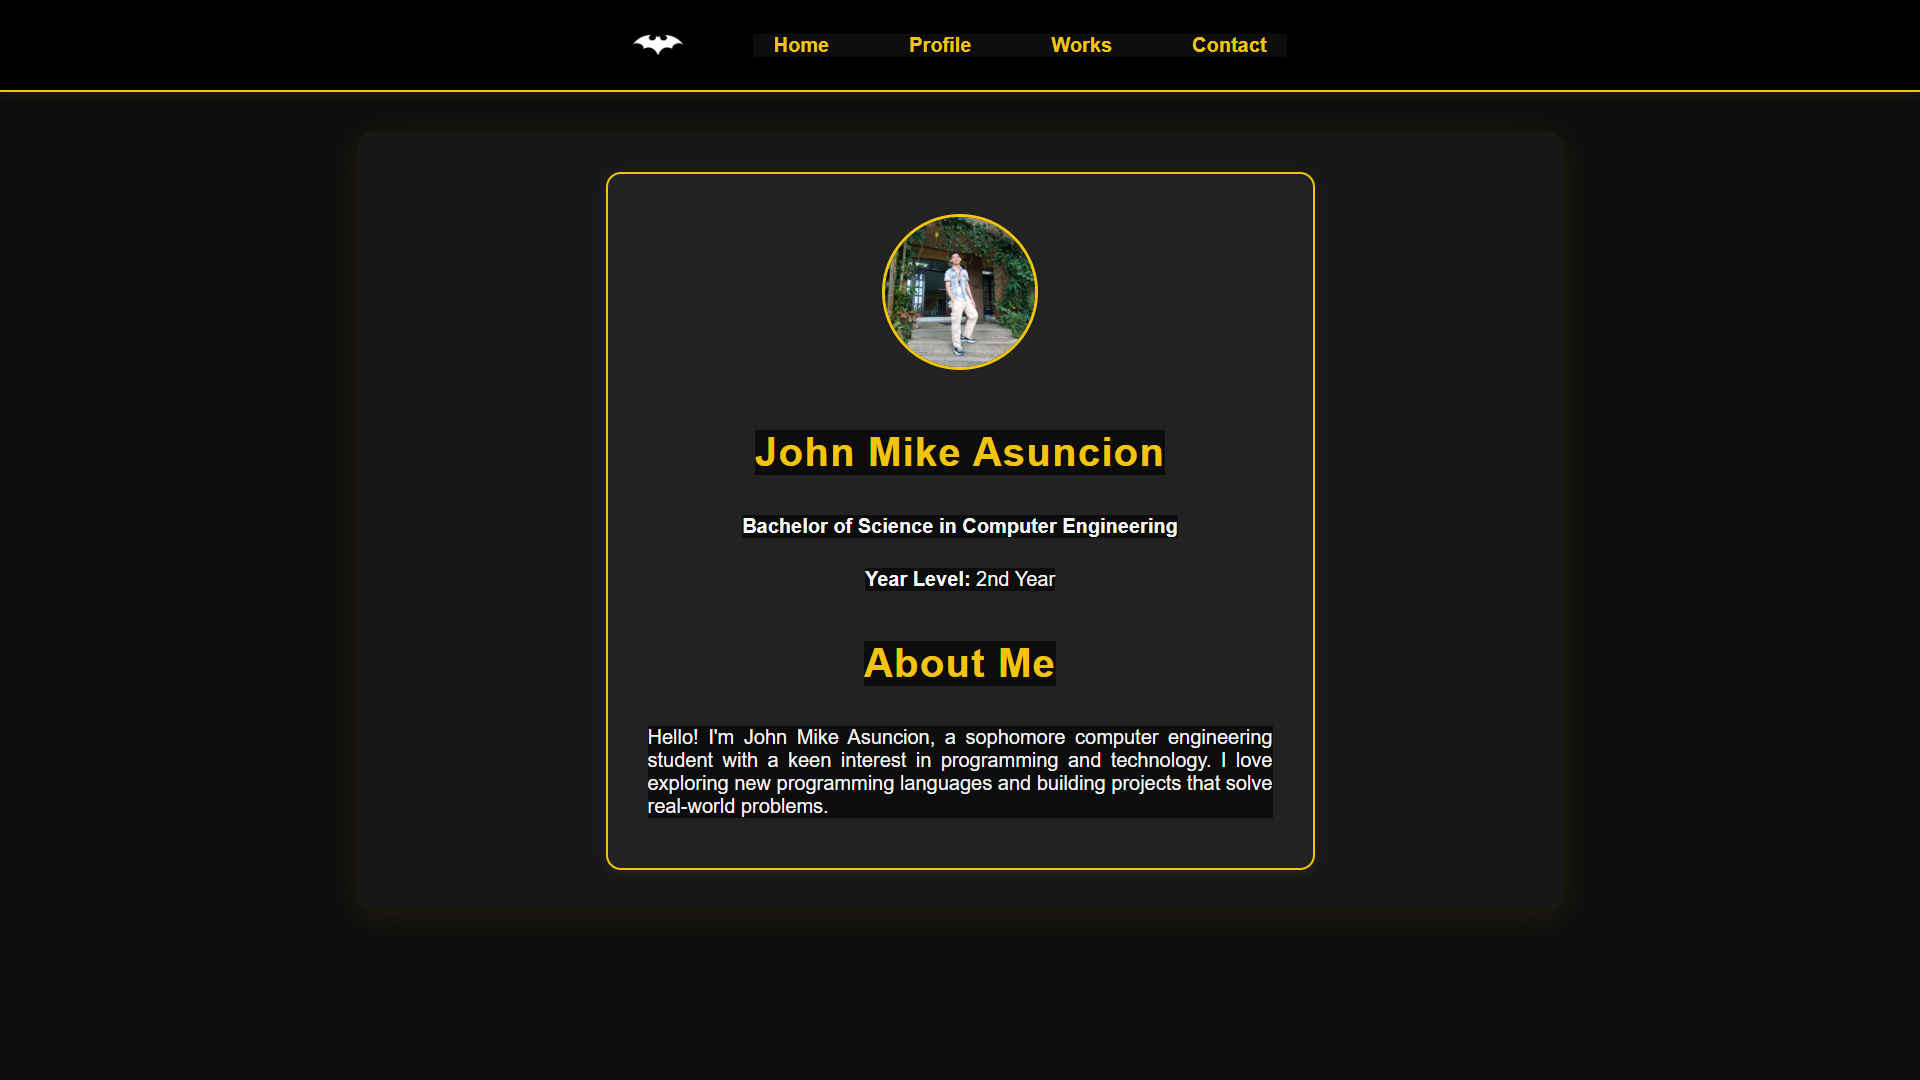 Home Profile Works Contact
John Mike Asuncion
Bachelor of Science in Computer Engineering
Year Level: 2nd Year
About Me
Hello! I'm John Mike Asuncion, a sophomore computer engineering
student with a keen interest in programming and technology. I love
exploring new programming languages and building projects that solve
real-world problems.